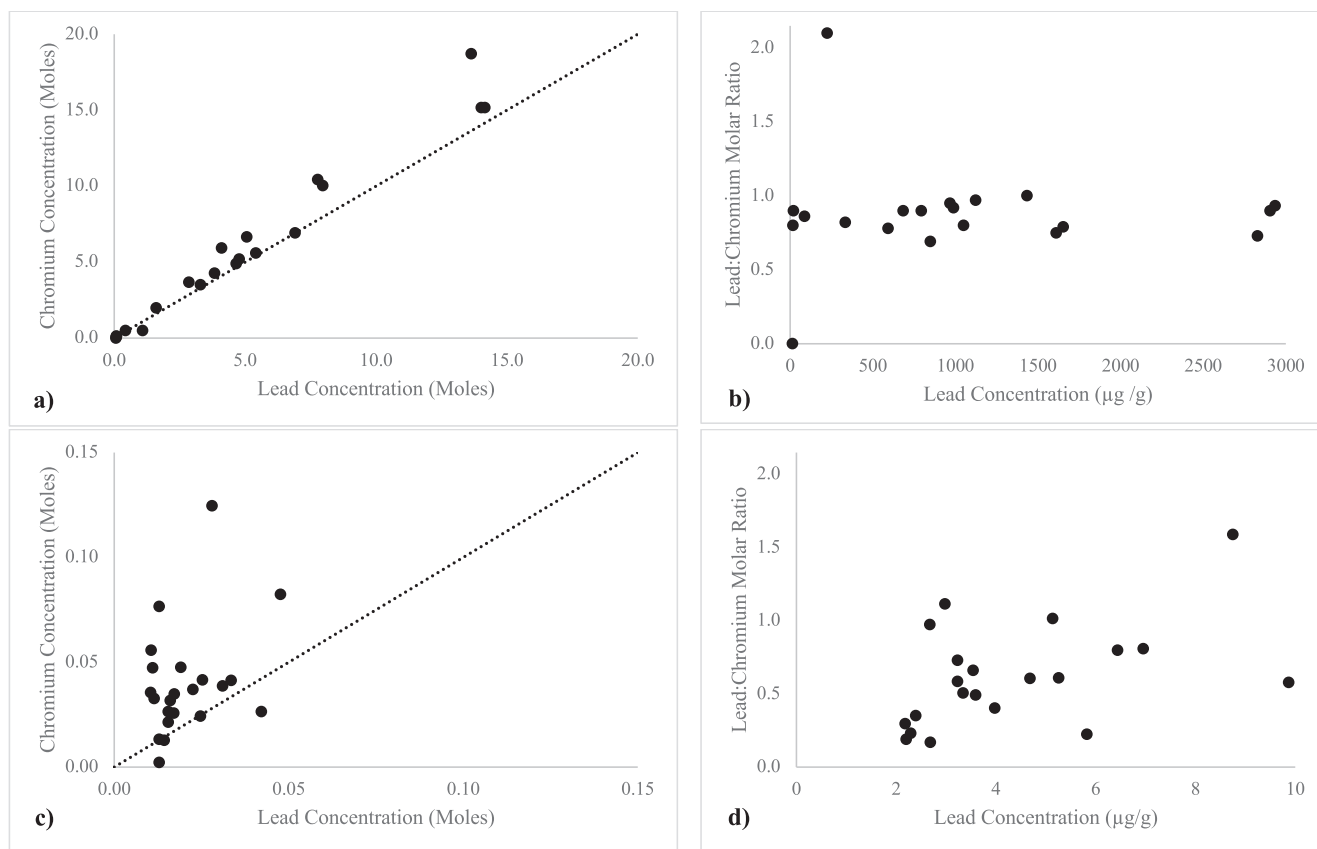 20.0
15.0
10.0
5.0
0.0
Chromium Concentration (Moles)
0.0 5.0 10.0 15.0 20.0
Lead Concentration (Moles)
a)
2.0
1.5
1.0
0.5
0.0
Lead:Chromium Molar Ratio
0 500 1000 1500 2000 2500 3000
Lead Concentration (µg /g)
b)
0.15
0.10
0.05
0.00
Chromium Concentration (Moles)
0.00 0.05 0.10 0.15
Lead Concentration (Moles)
c)
2.0
1.5
1.0
0.5
0.0
Lead:Chromium Molar Ratio
0 2 4 6 8 10
Lead Concentration (µg/g)
d)